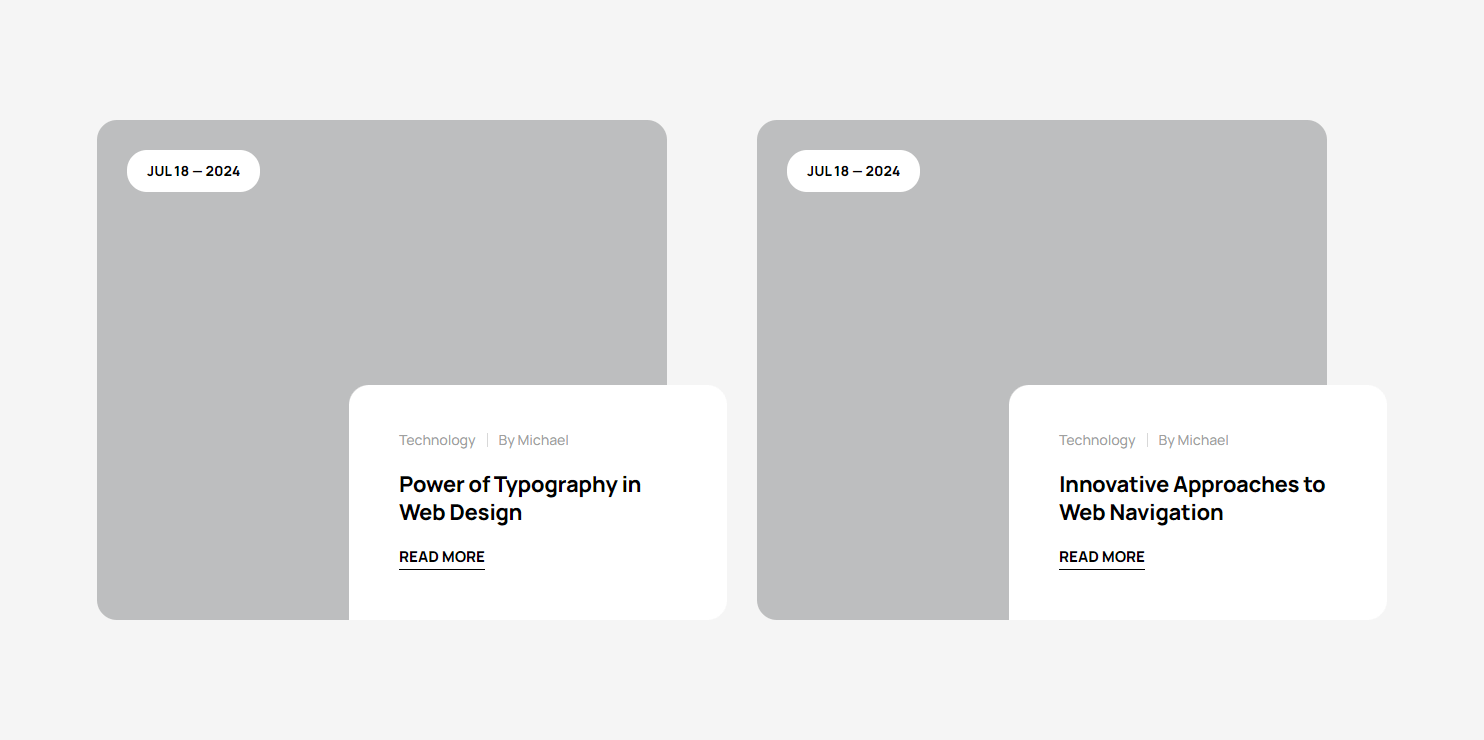 JUL 18 — 2024
Technology
By Michael
Power of Typography in
Web Design
READ MORE
JUL 18 — 2024
Technology
By Michael
Innovative Approaches to
Web Navigation
READ MORE